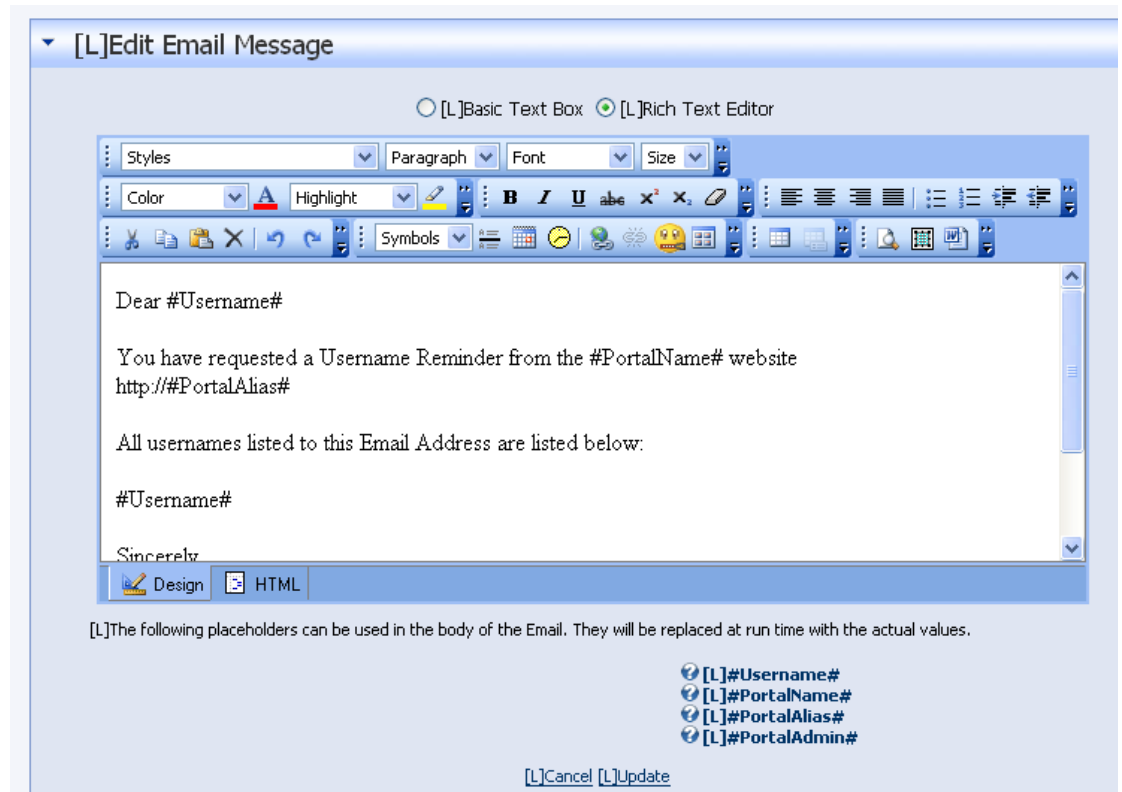 [L]Edit Email Message
[L]Basic Text Box [L]Rich Text Editor
Styles Paragraph Font Size
Color A Highlight B I U abc x² x₂
Symbols
Dear #Username#
You have requested a Username Reminder from the #PortalName# website
http://#PortalAlias#
All usernames listed to this Email Address are listed below:
#Username#
Sincerely
Design HTML
[L]The following placeholders can be used in the body of the Email. They will be replaced at run time with the actual values.
[L]#Username#
[L]#PortalName#
[L]#PortalAlias#
[L]#PortalAdmin#
[L]Cancel [L]Update